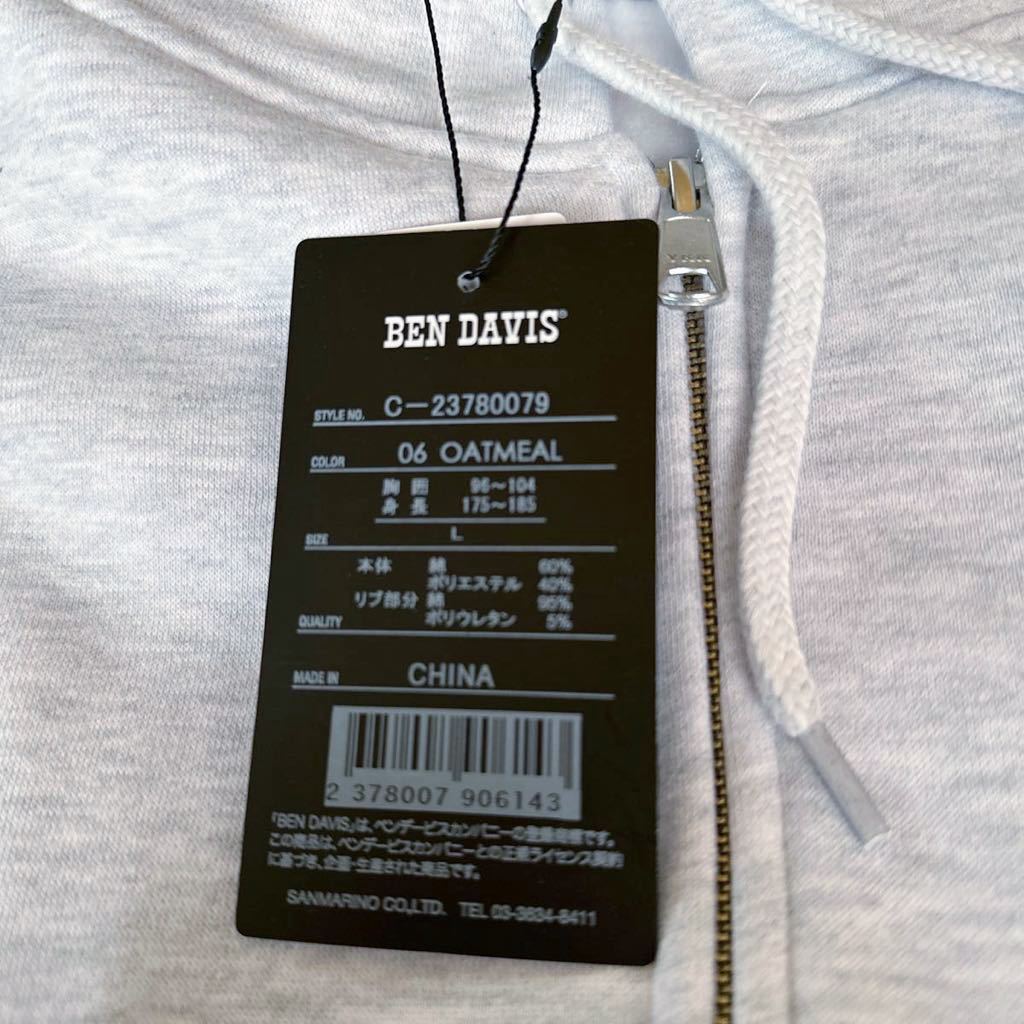 BEN DAVIS®
STYLE NO. C-23780079
COLOR 06 OATMEAL
胸囲 96~104
身長 175~185
SIZE L
本体 綿 60%
ポリエステル 40%
リブ部分 綿 95%
ポリウレタン 5%
QUALITY
MADE IN CHINA
2 378007 906143
「BEN DAVIS」は、ベンデービスカンパニーの登録商標です。
この商品は、ベンデービスカンパニーとの正規ライセンス契約
に基づき、企画・生産された商品です。
SANMARINO CO.,LTD. TEL 03-3834-8411
YKK